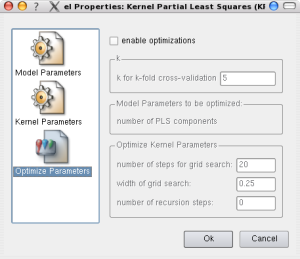 el Properties: Kernel Partial Least Squares (KI
Model Parameters
Kernel Parameters
Optimize Parameters
enable optimizations
k
k for k-fold cross-validation 5
Model Parameters to be optimized:
number of PLS components
Optimize Kernel Parameters
number of steps for grid search: 20
width of grid search: 0.25
number of recursion steps: 0
Ok Cancel